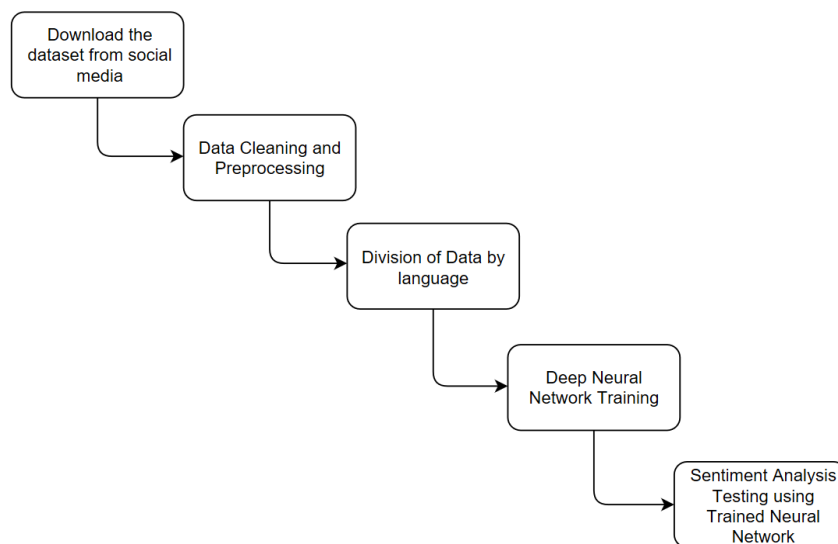 Download the
dataset from social
media
Data Cleaning and
Preprocessing
Division of Data by
language
Deep Neural
Network Training
Sentiment Analysis
Testing using
Trained Neural
Network